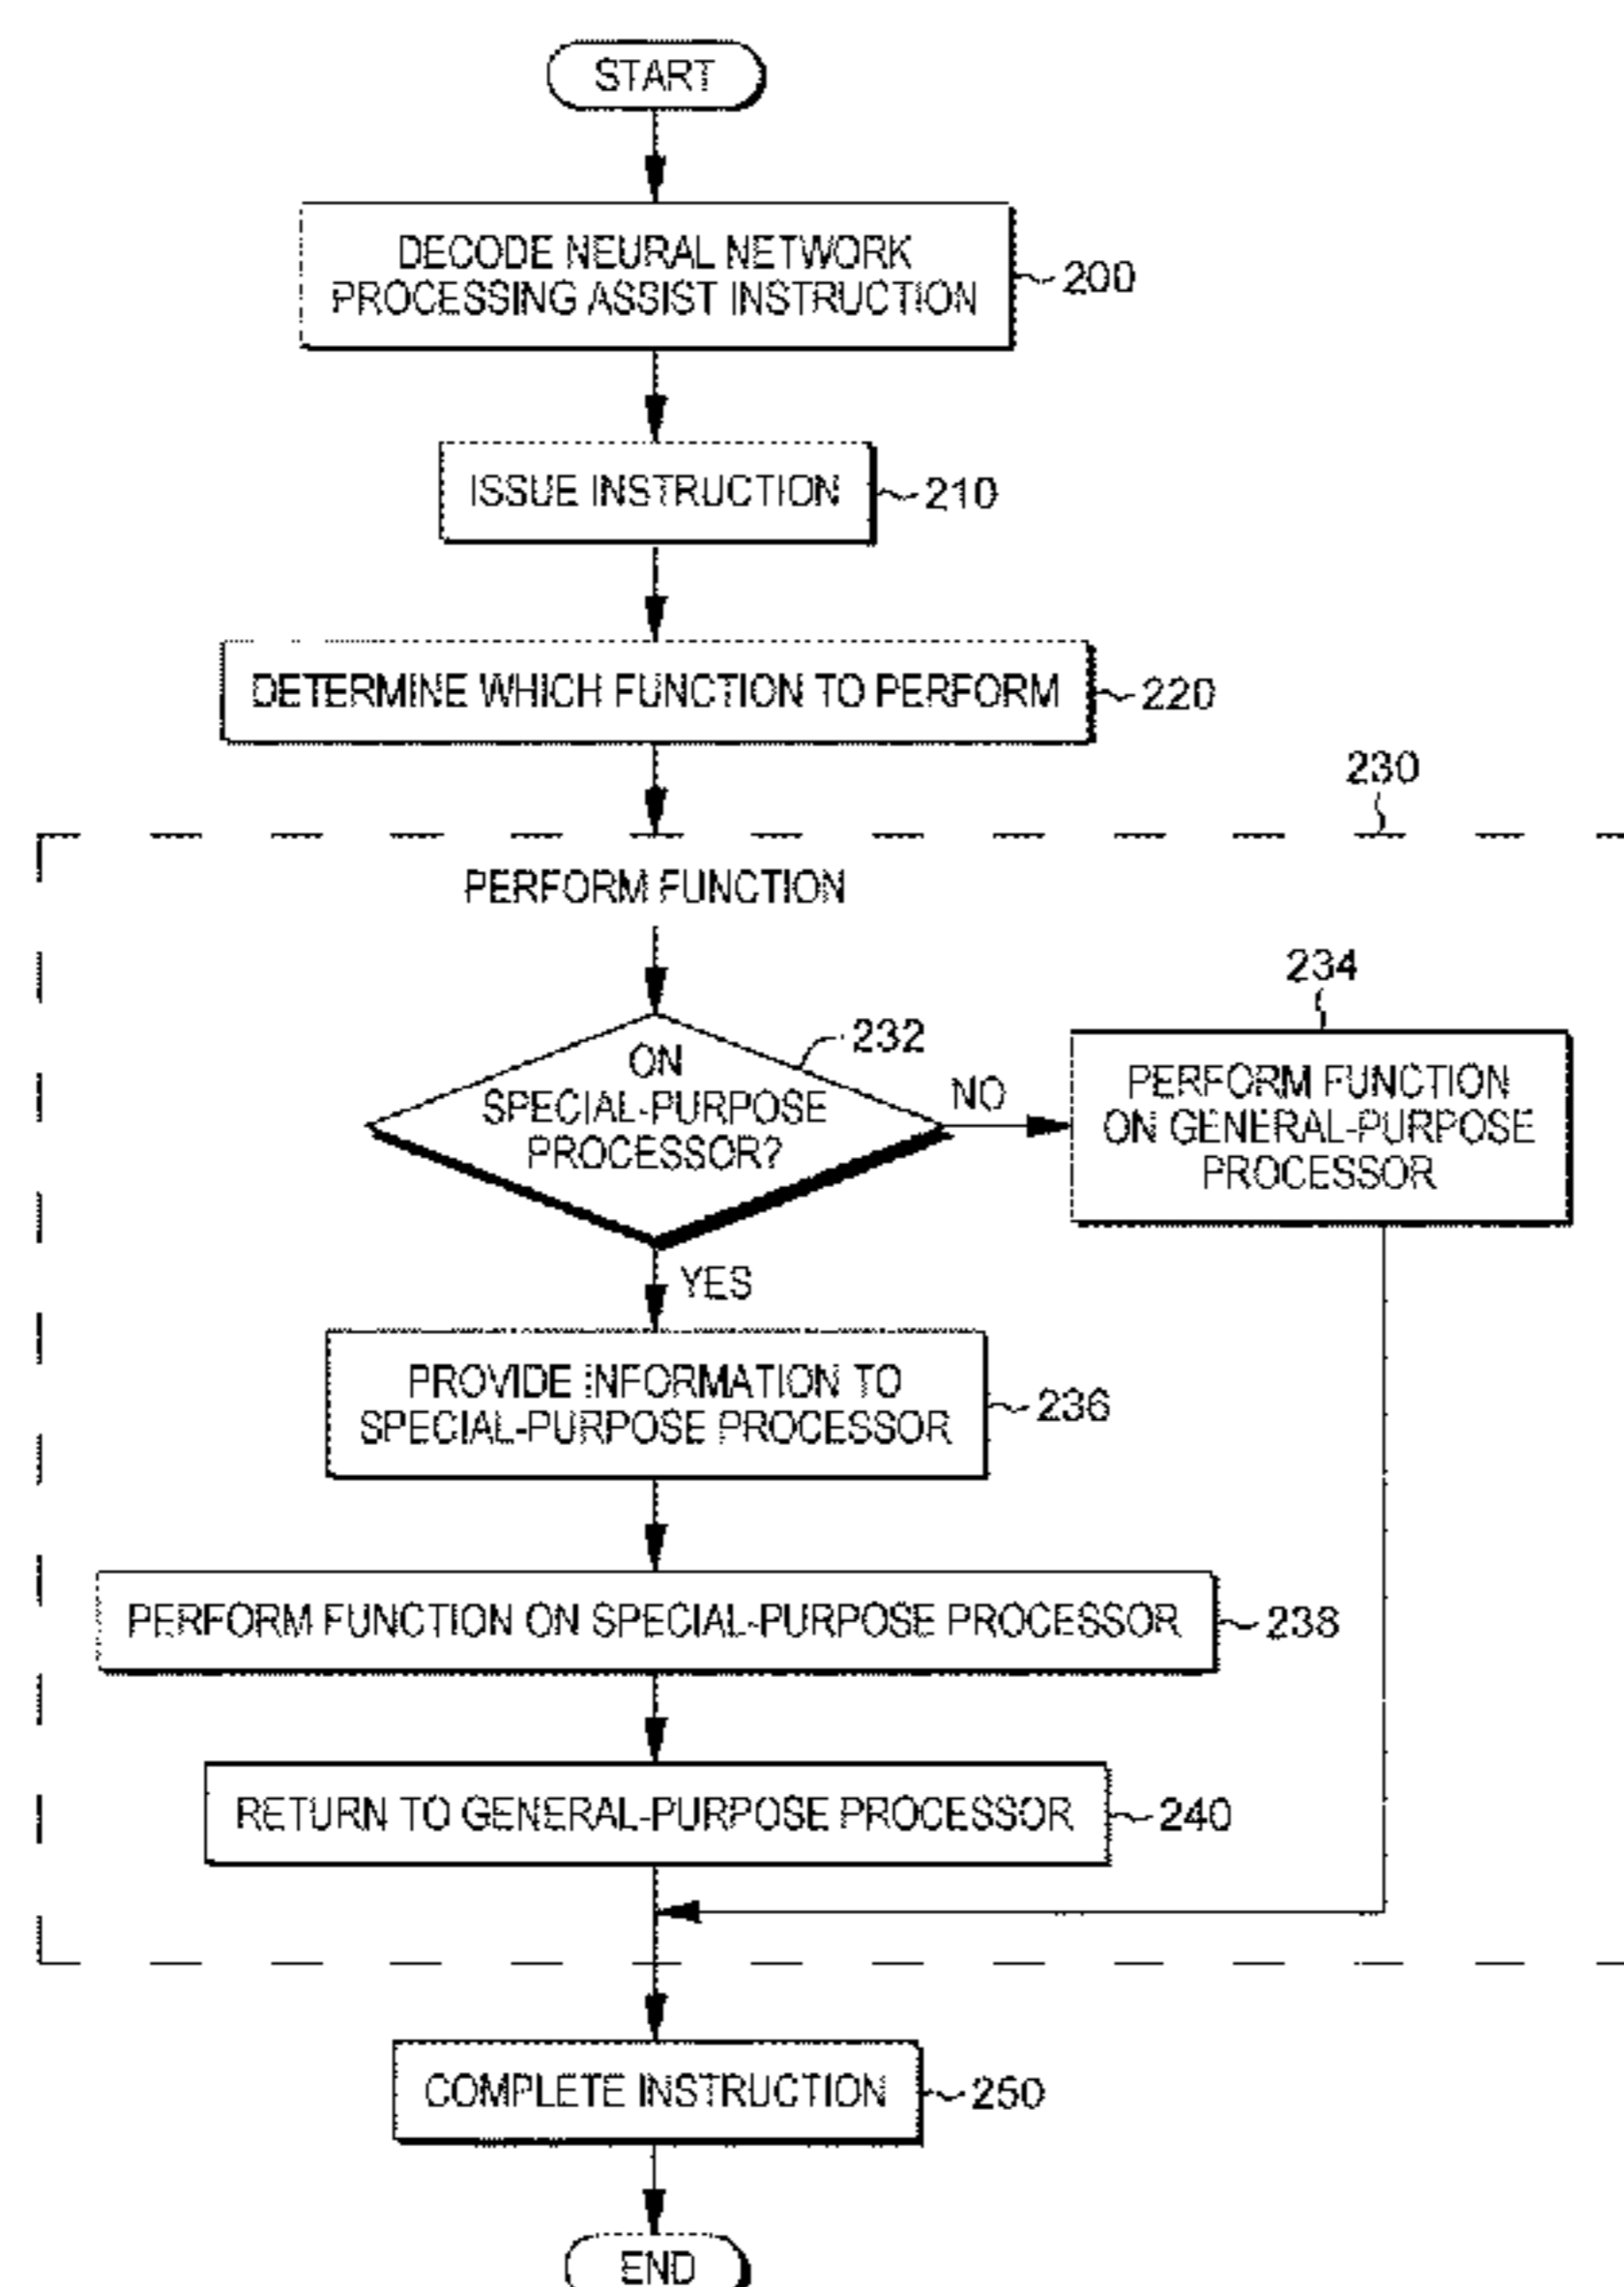 START
DECODE NEURAL NETWORK
PROCESSING ASSIST INSTRUCTION
200
ISSUE INSTRUCTION
210
DETERMINE WHICH FUNCTION TO PERFORM
220
230
PERFORM FUNCTION
234
232
ON
SPECIAL-PURPOSE
PROCESSOR?
NO
PERFORM FUNCTION
ON GENERAL-PURPOSE
PROCESSOR
YES
PROVIDE INFORMATION TO
SPECIAL-PURPOSE PROCESSOR
236
PERFORM FUNCTION ON SPECIAL-PURPOSE PROCESSOR
238
RETURN TO GENERAL-PURPOSE PROCESSOR
240
COMPLETE INSTRUCTION
250
END